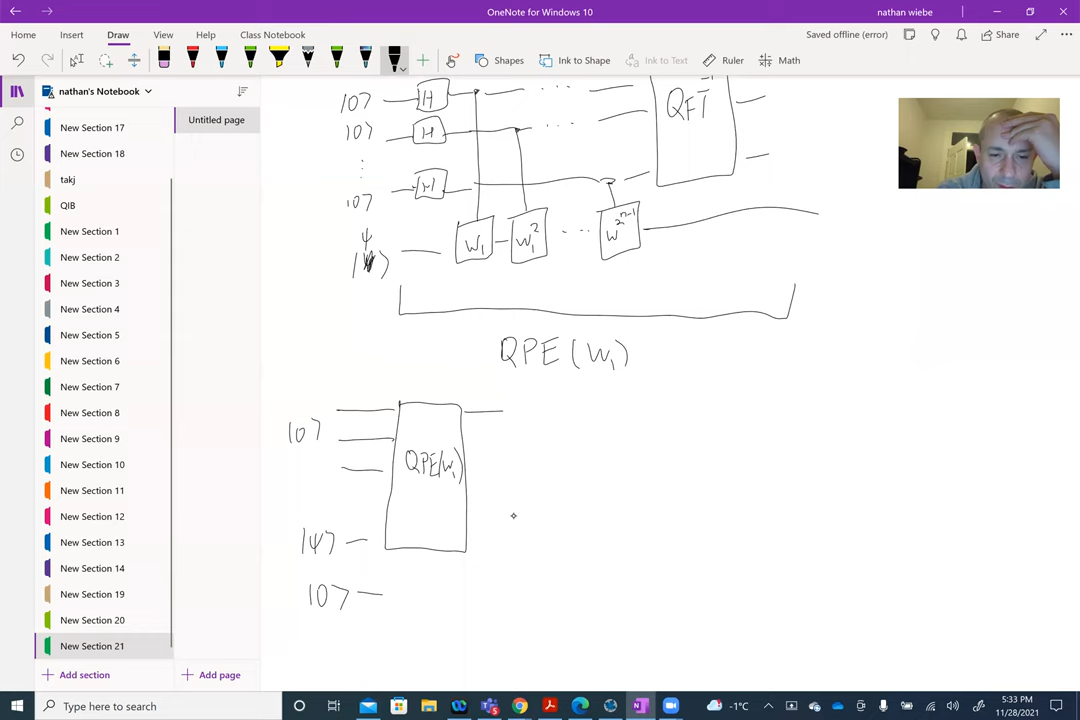 OneNote for Windows 10
nathan wiebe
Home Insert Draw View Help Class Notebook
Saved offline (error) Share
Shapes Ink to Shape Ink to Text Ruler Math
nathan's Notebook
Untitled page
New Section 17
New Section 18
takj
QIB
New Section 1
New Section 2
New Section 3
New Section 4
New Section 5
New Section 6
New Section 7
New Section 8
New Section 9
New Section 10
New Section 11
New Section 12
New Section 13
New Section 14
New Section 19
New Section 20
New Section 21
Add section Add page
|0> H ... QFT⁻¹
|0> H ...
⋮
|0> H
ψ
W₁ W₁² ... W^2^n-1
QPE(W₁)
|0> QPE(W₁)
|ψ>
|0>
Type here to search
-1°C
5:33 PM
11/28/2021